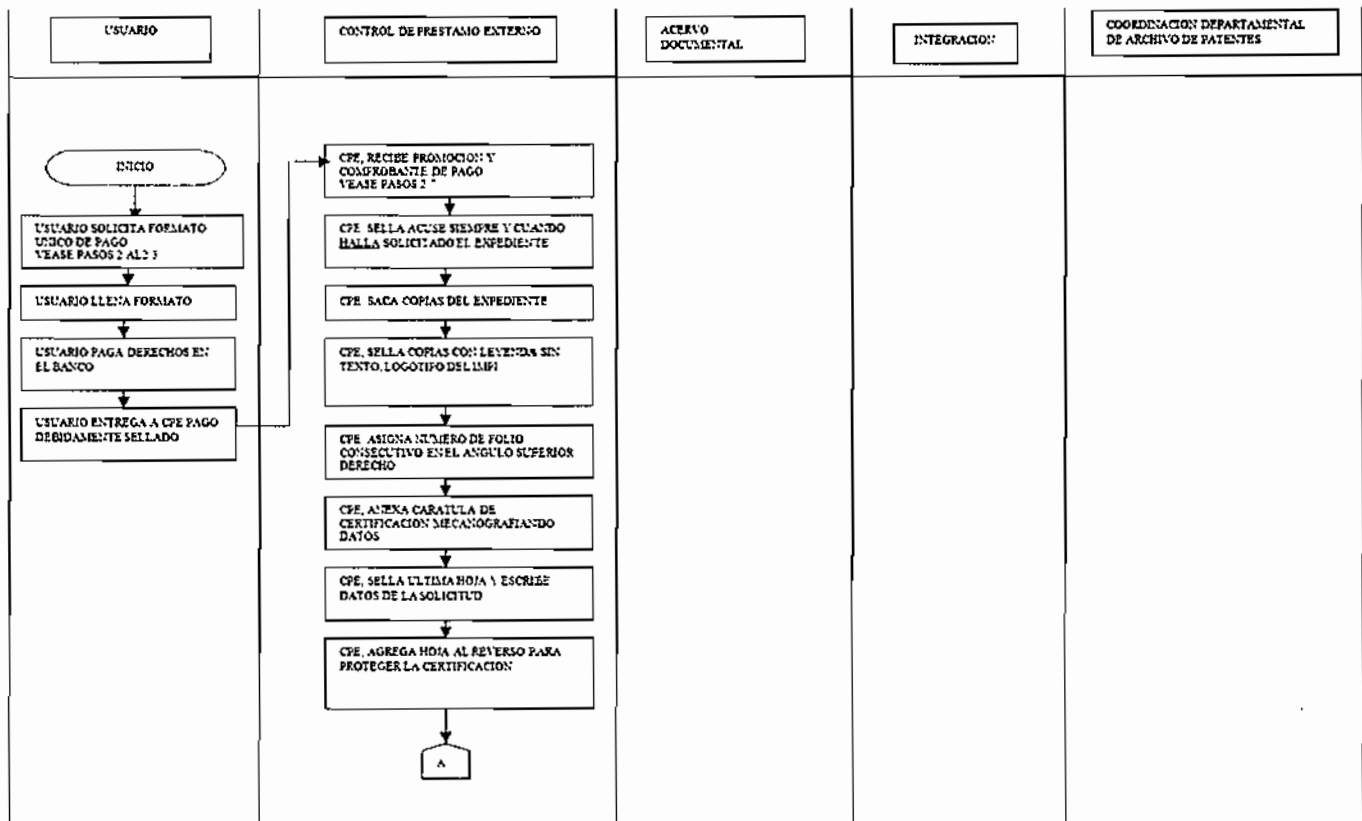 USUARIO
CONTROL DE PRESTAMO EXTERNO
ACERVO
DOCUMENTAL
INTEGRACION
COORDINACION DEPARTAMENTAL
DE ARCHIVO DE PATENTES
INICIO
USUARIO SOLICITA FORMATO
UNICO DE PAGO
VEASE PASOS 2 AL 2.3
USUARIO LLENA FORMATO
USUARIO PAGA DERECHOS EN
EL BANCO
USUARIO ENTREGA A CPE PAGO
DEBIDAMENTE SELLADO
CPE, RECIBE PROMOCION Y
COMPROBANTE DE PAGO
VEASE PASOS 2
CPE SELLA ACUSE SIEMPRE Y CUANDO
HALLA SOLICITADO EL EXPEDIENTE
CPE SACA COPIAS DEL EXPEDIENTE
CPE, SELLA COPIAS CON LEYENDA SIN
TEXTO, LOGOTIPO DEL IMPI
CPE ASIGNA NUMERO DE FOLIO
CONSECUTIVO EN EL ANGULO SUPERIOR
DERECHO
CPE, ANEXA CARATULA DE
CERTIFICACION MECANOGRAFIANDO
DATOS
CPE, SELLA ULTIMA HOJA Y ESCRIBE
DATOS DE LA SOLICITUD
CPE, AGREGA HOJA AL REVERSO PARA
PROTEGER LA CERTIFICACION
A